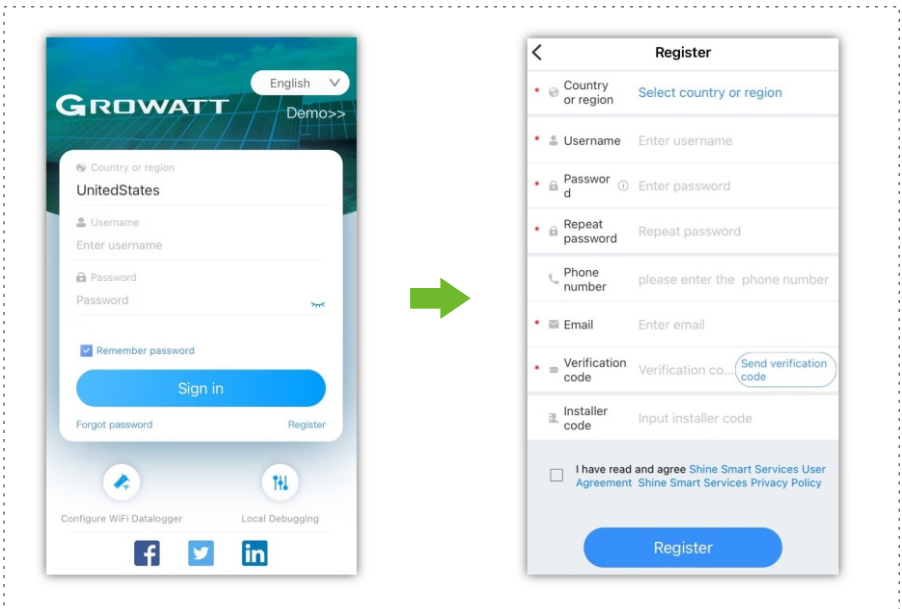 English
GROWATT
Demo>>
Country or region
UnitedStates
Username
Enter username
Password
Password
Remember password
Sign in
Forgot password
Register
Configure WiFi Datalogger
Local Debugging
Register
Country
or region
Select country or region
Username
Enter username
Passwor
d
Enter password
Repeat
password
Repeat password
Phone
number
please enter the phone number
Email
Enter email
Verification
code
Verification co...
Send verification
code
Installer
code
Input installer code
I have read and agree Shine Smart Services User
Agreement Shine Smart Services Privacy Policy
Register